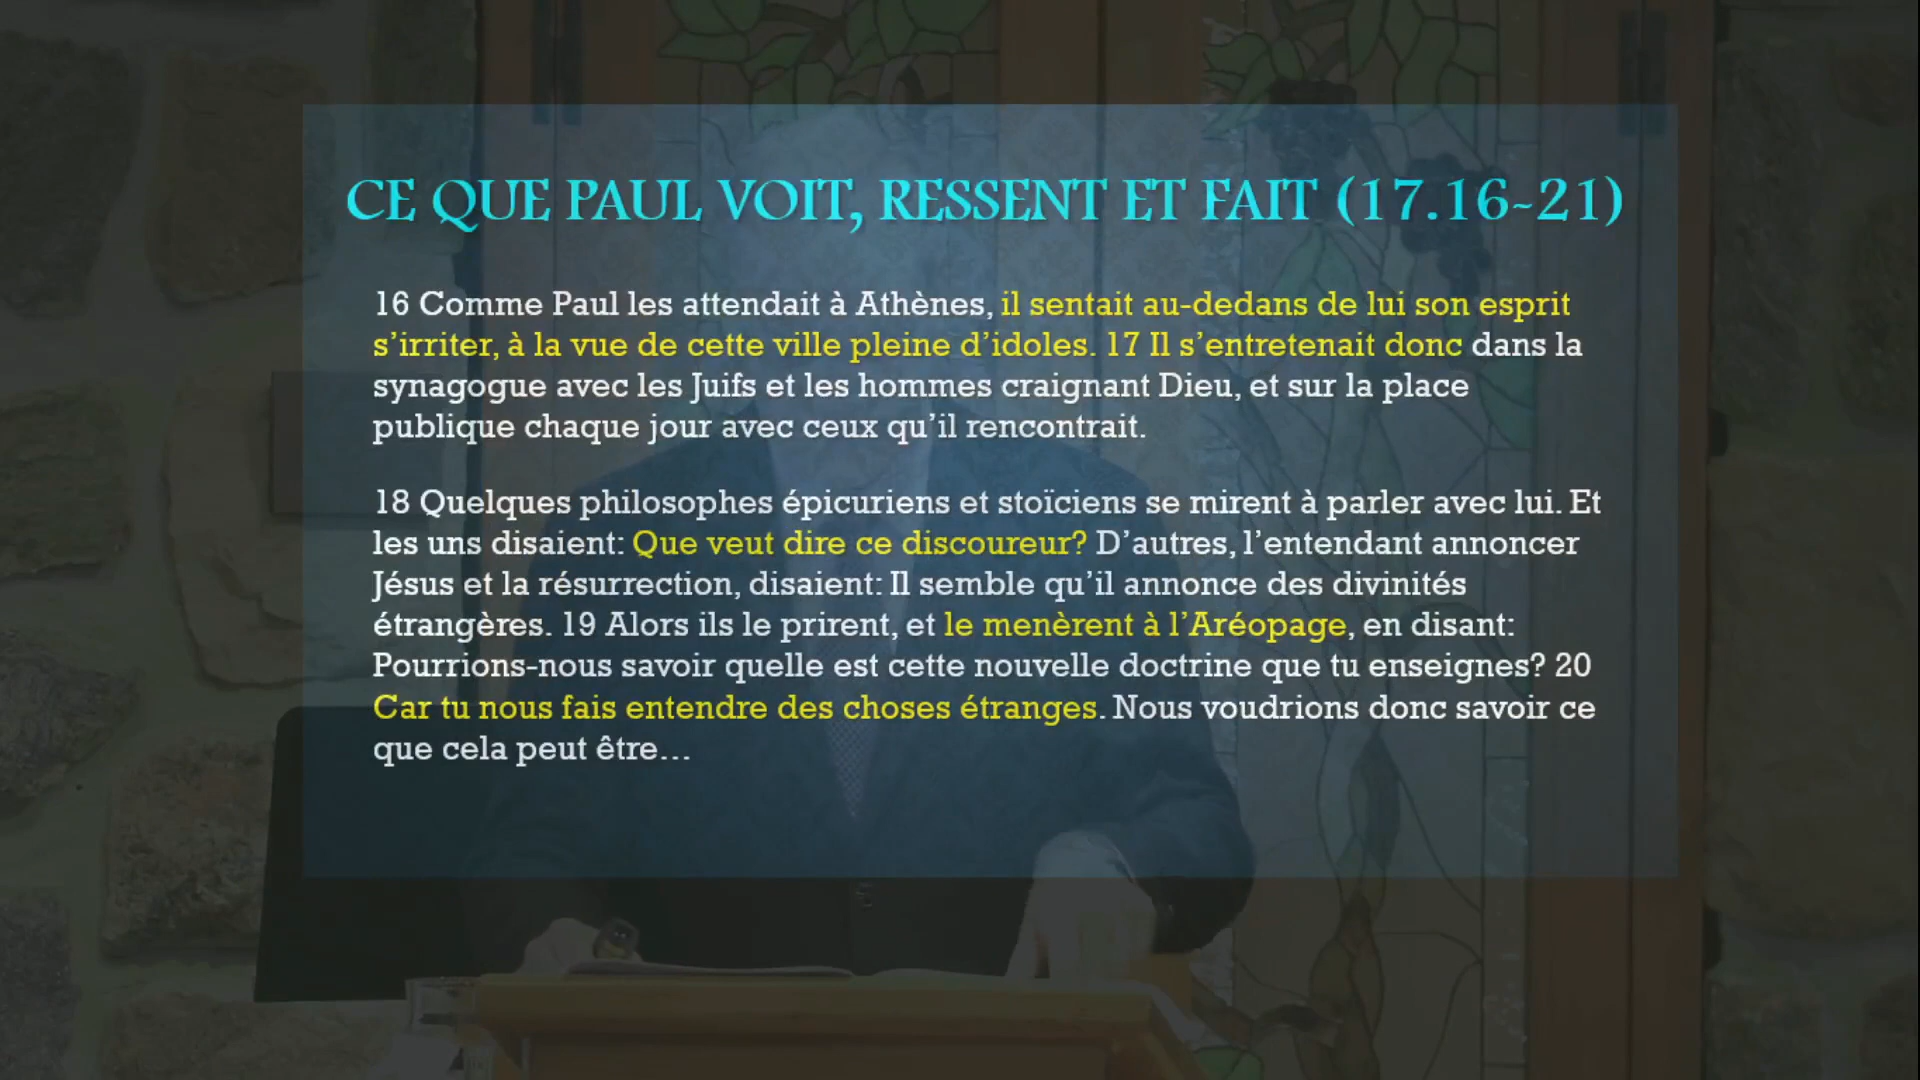 CE QUE PAUL VOIT, RESSENT ET FAIT (17.16-21)
16 Comme Paul les attendait à Athènes, il sentait au-dedans de lui son esprit
s’irriter, à la vue de cette ville pleine d’idoles. 17 Il s’entretenait donc dans la
synagogue avec les Juifs et les hommes craignant Dieu, et sur la place
publique chaque jour avec ceux qu’il rencontrait.
18 Quelques philosophes épicuriens et stoïciens se mirent à parler avec lui. Et
les uns disaient: Que veut dire ce discoureur? D’autres, l’entendant annoncer
Jésus et la résurrection, disaient: Il semble qu’il annonce des divinités
étrangères. 19 Alors ils le prirent, et le menèrent à l’Aréopage, en disant:
Pourrions-nous savoir quelle est cette nouvelle doctrine que tu enseignes? 20
Car tu nous fais entendre des choses étranges. Nous voudrions donc savoir ce
que cela peut être…